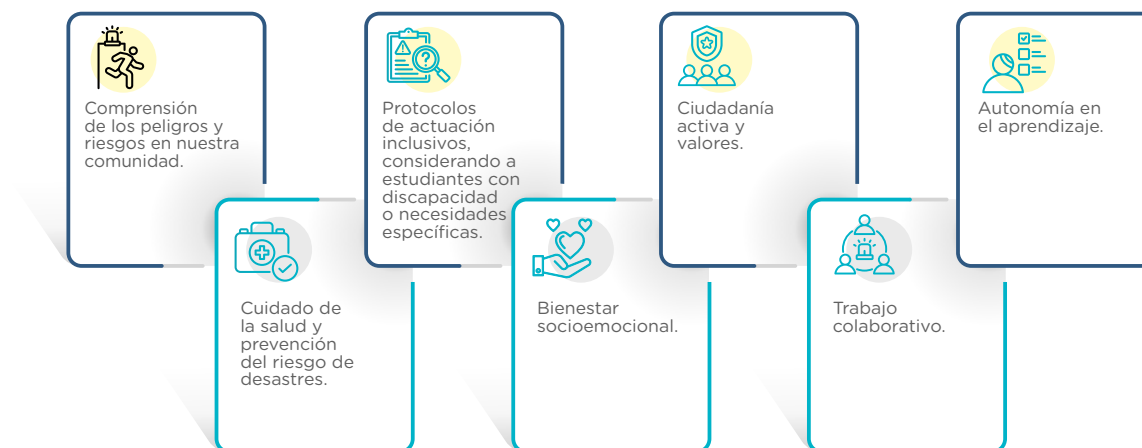 Comprensión
de los peligros y
riesgos en nuestra
comunidad.
Cuidado de
la salud y
prevención
del riesgo de
desastres.
Protocolos
de actuación
inclusivos,
considerando a
estudiantes con
discapacidad
o necesidades
específicas.
Bienestar
socioemocional.
Ciudadanía
activa y
valores.
Trabajo
colaborativo.
Autonomía en
el aprendizaje.